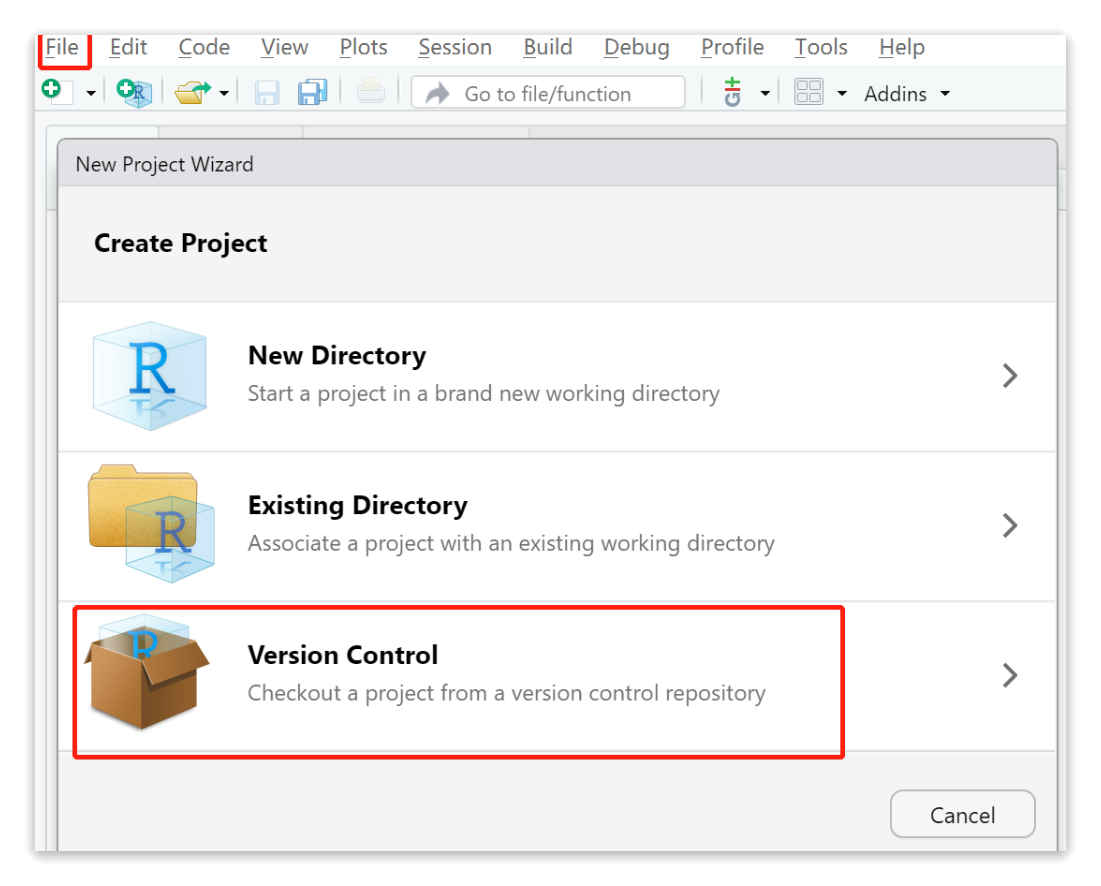 File Edit Code View Plots Session Build Debug Profile Tools Help
Go to file/function Addins
New Project Wizard
Create Project
New Directory
Start a project in a brand new working directory
Existing Directory
Associate a project with an existing working directory
Version Control
Checkout a project from a version control repository
Cancel